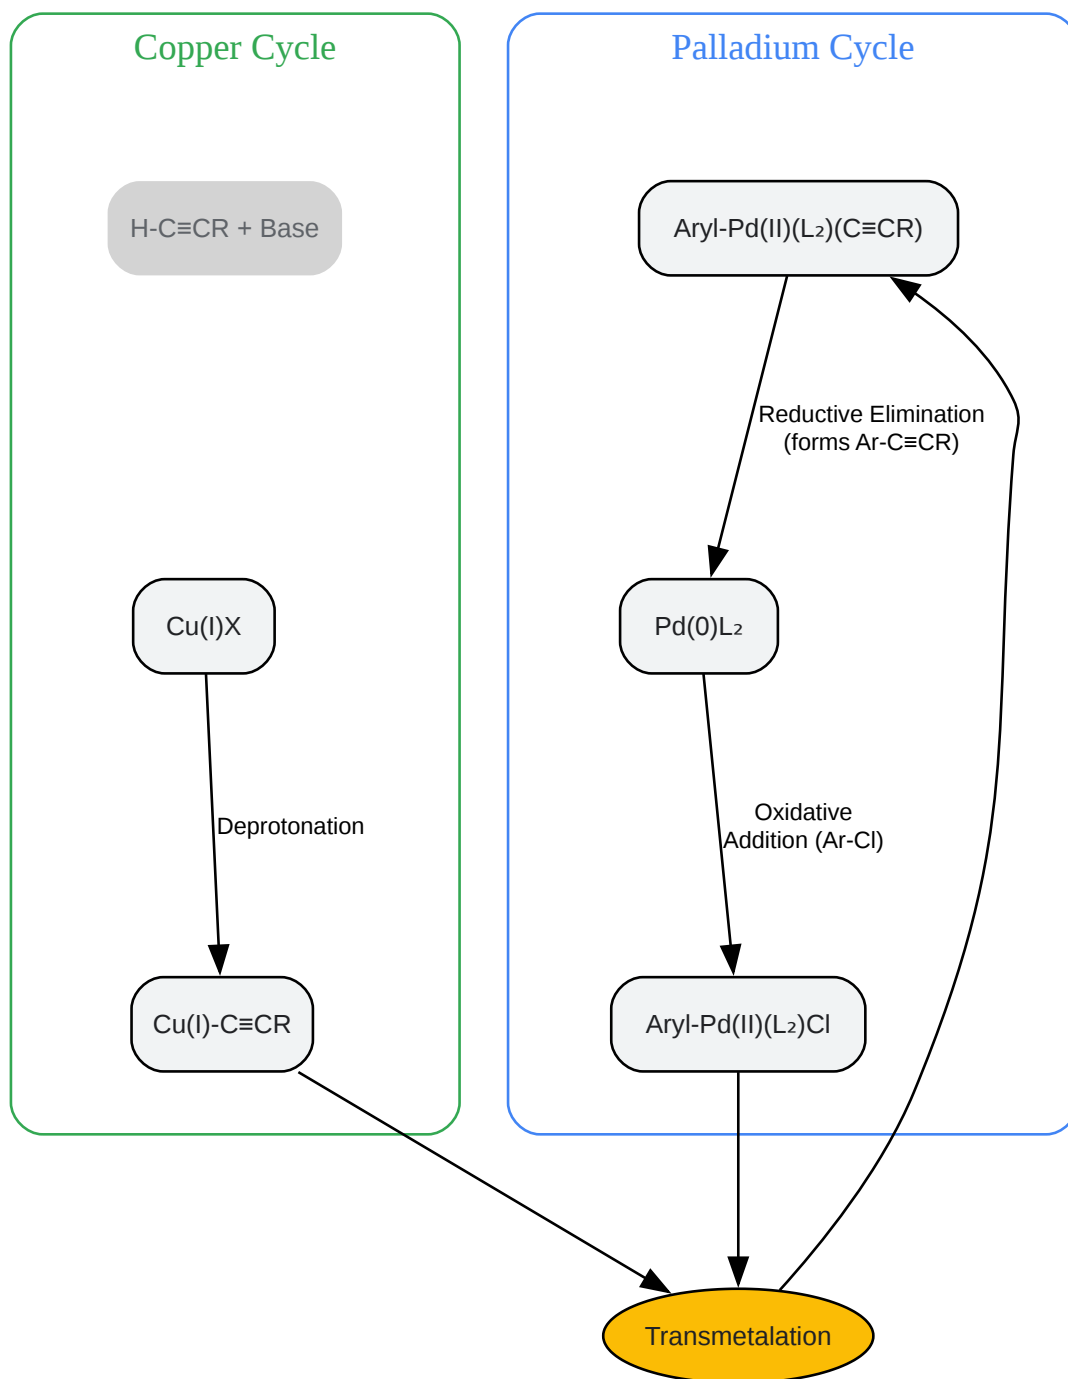 Copper Cycle
Palladium Cycle
H-C≡CR + Base
Aryl-Pd(II)(L₂)(C≡CR)
Reductive Elimination
(forms Ar-C≡CR)
Cu(I)X
Pd(0)L₂
Deprotonation
Oxidative
Addition (Ar-Cl)
Cu(I)-C≡CR
Aryl-Pd(II)(L₂)Cl
Transmetalation